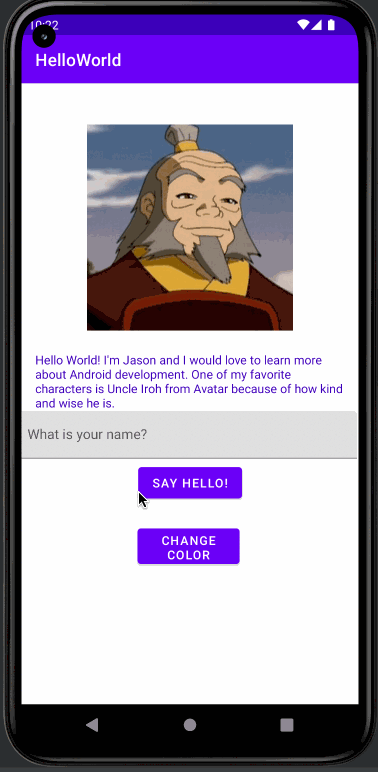 10:22
HelloWorld
Hello World! I'm Jason and I would love to learn more
about Android development. One of my favorite
characters is Uncle Iroh from Avatar because of how kind
and wise he is.
What is your name?
SAY HELLO!
CHANGE
COLOR